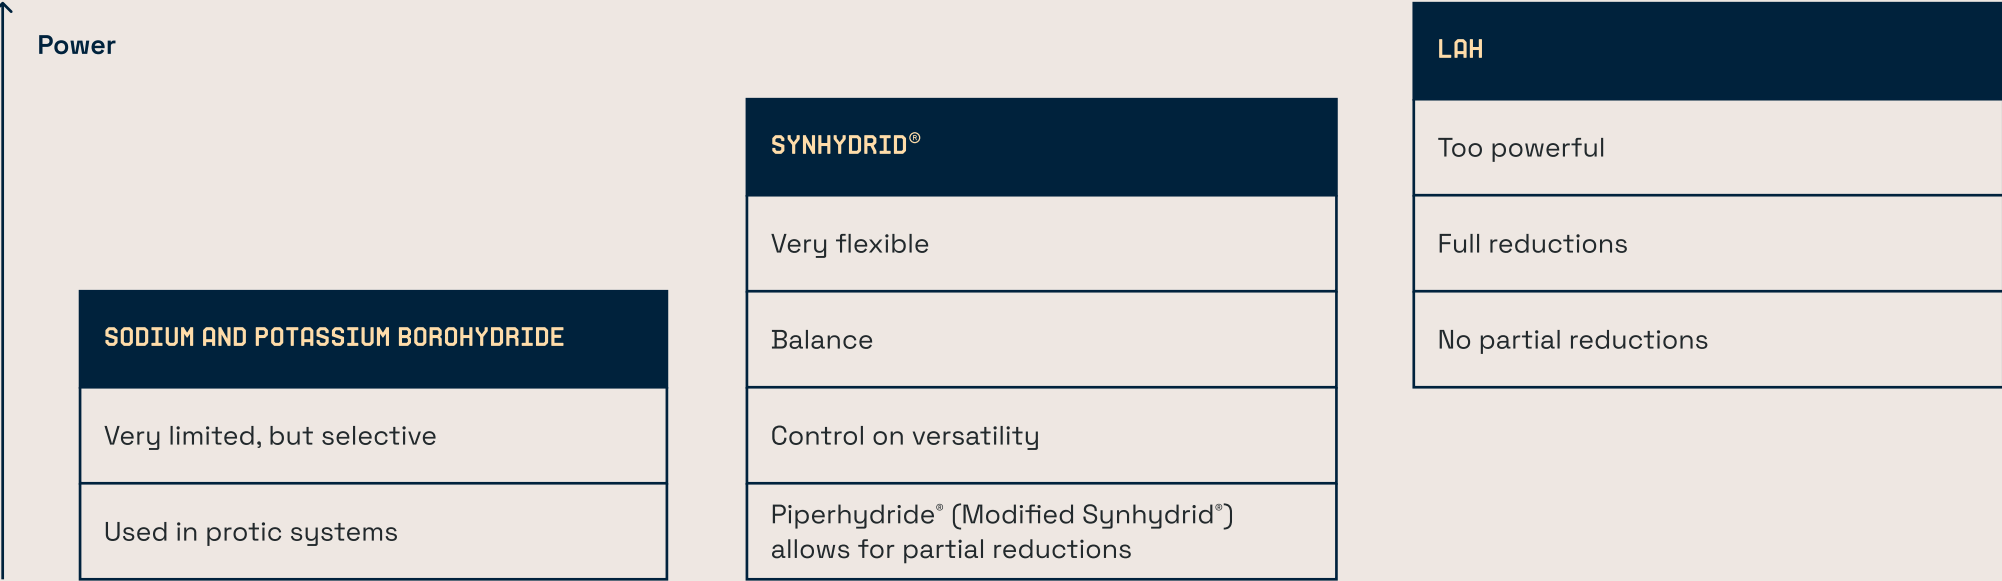 Power
SODIUM AND POTASSIUM BOROHYDRIDE
Very limited, but selective
Used in protic systems
SYNHYDRID®
Very flexible
Balance
Control on versatility
Piperhydride® (Modified Synhydrid®)
allows for partial reductions
LAH
Too powerful
Full reductions
No partial reductions